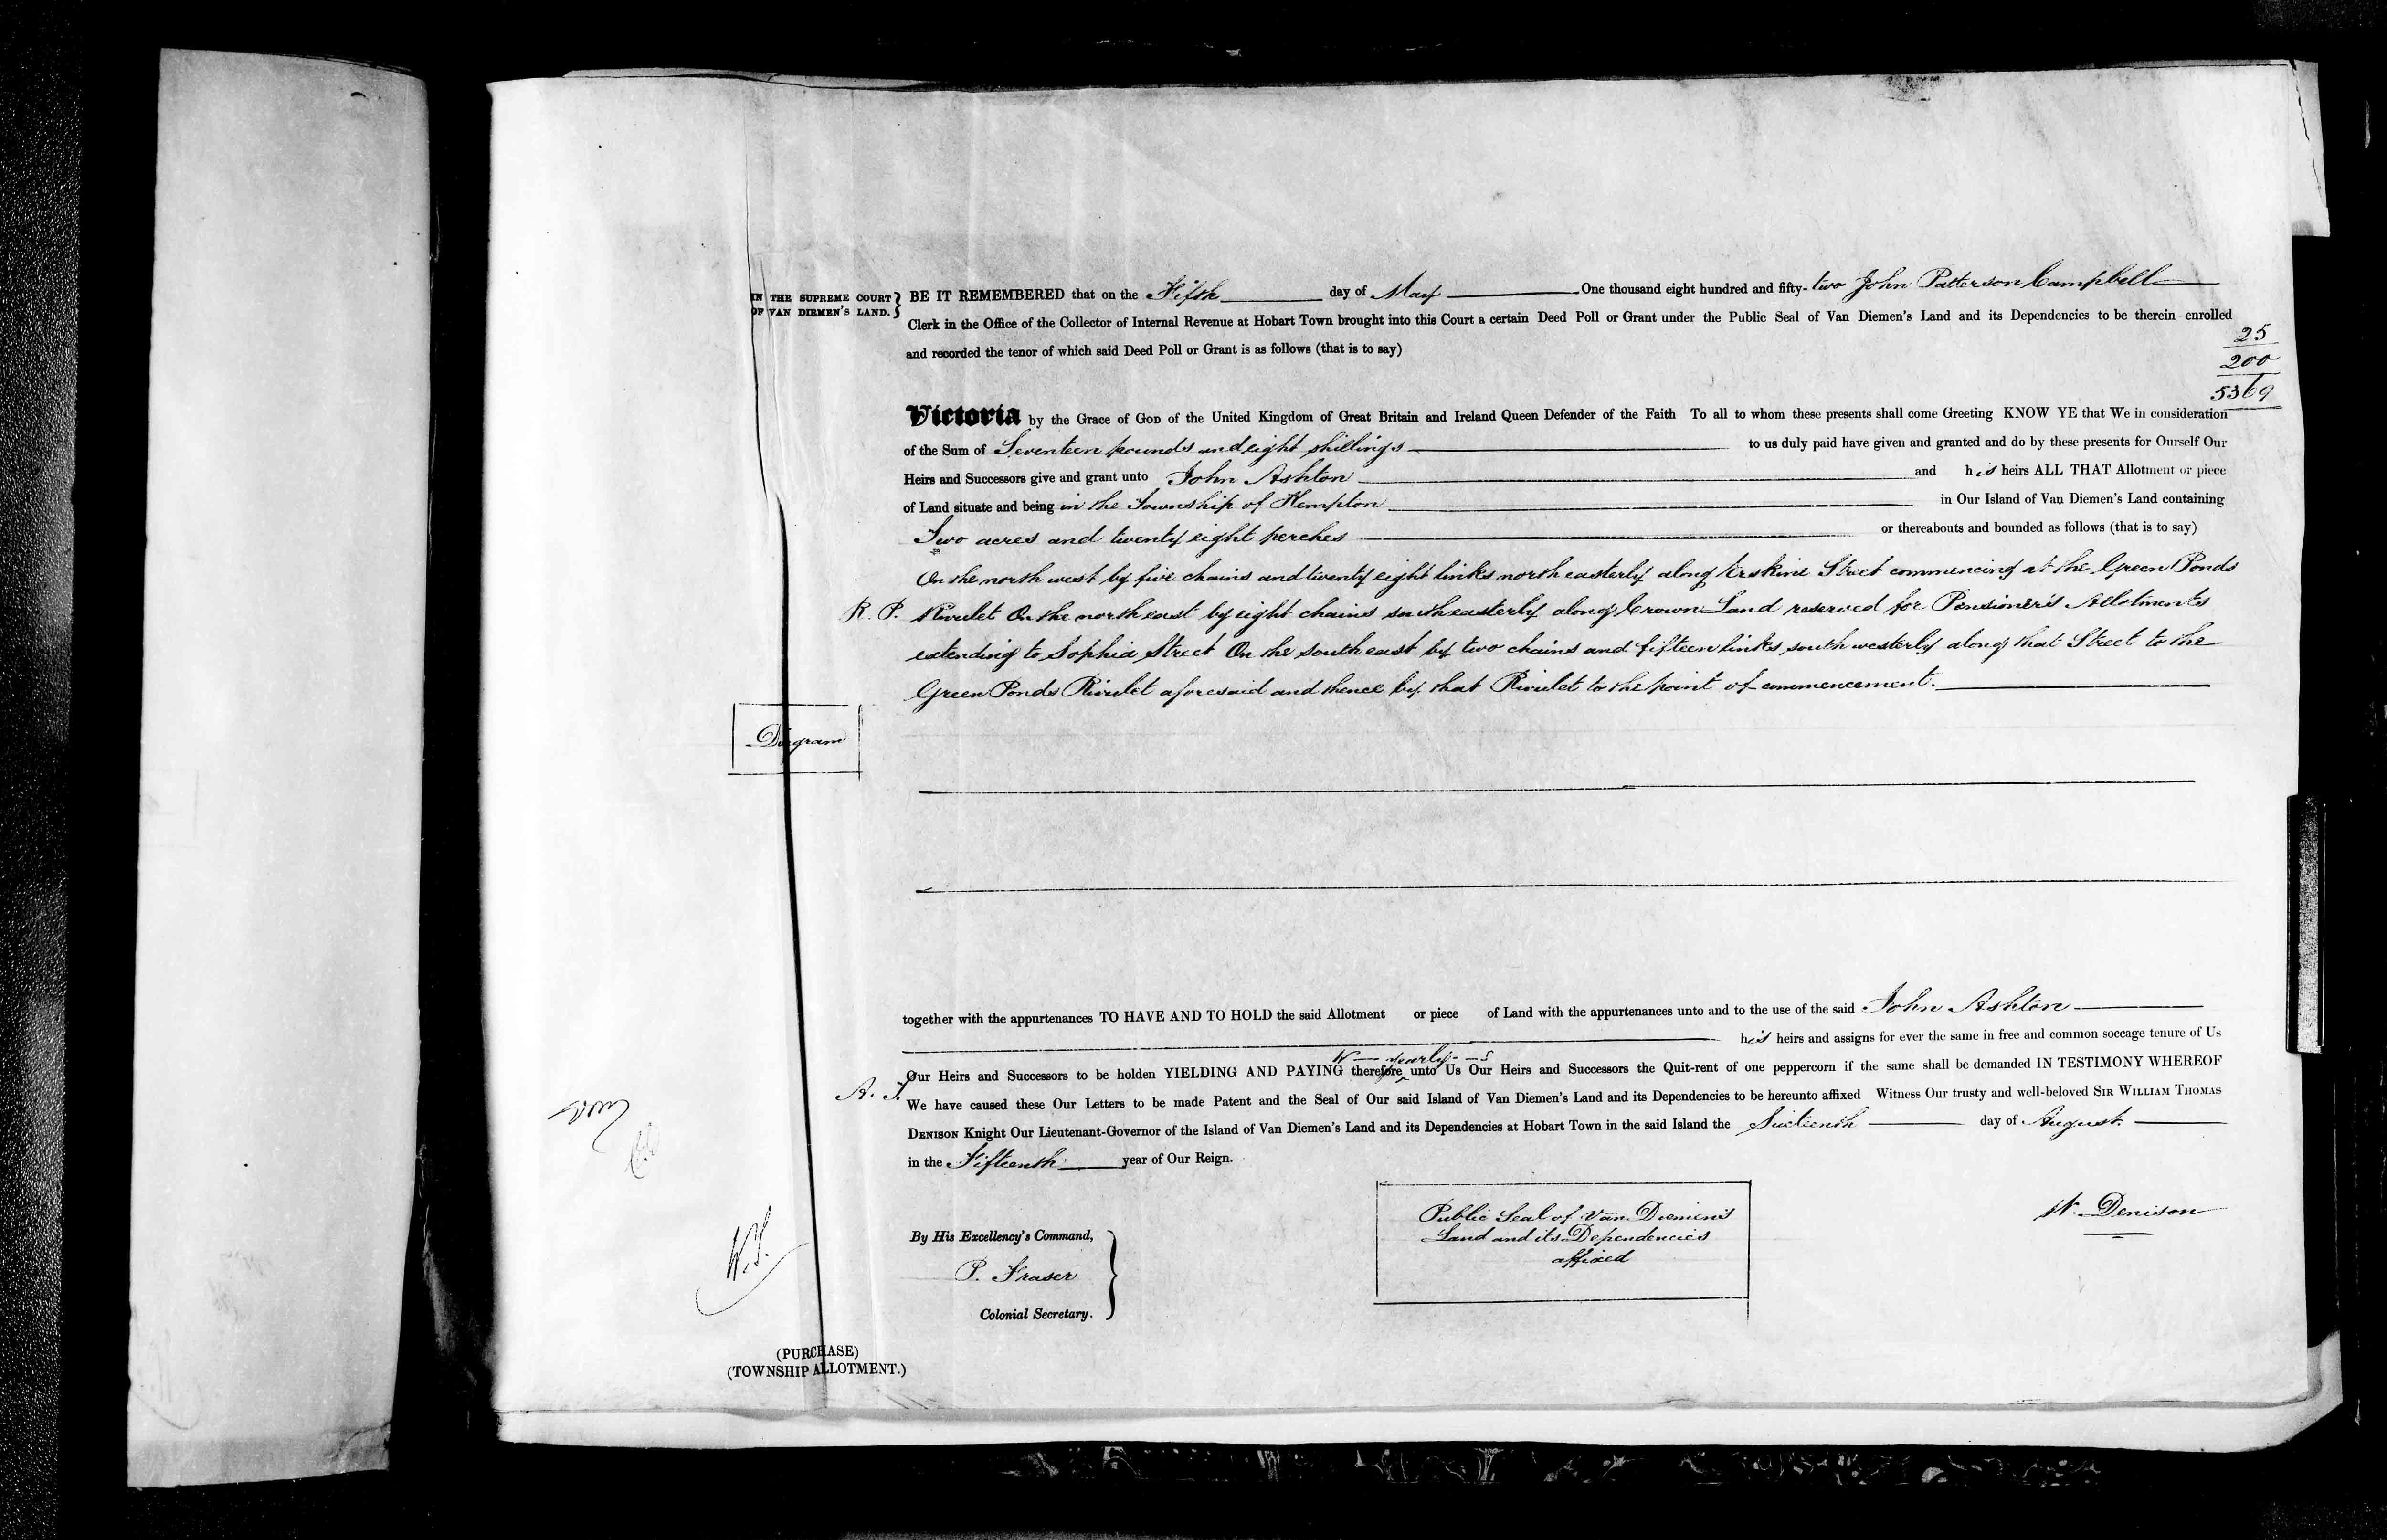 IN THE SUPREME COURT
OF VAN DIEMEN'S LAND.
BE IT REMEMBERED that on the Fifth day of May One thousand eight hundred and fifty-two John Patterson Campbell
Clerk in the Office of the Collector of Internal Revenue at Hobart Town brought into this Court a certain Deed Poll or Grant under the Public Seal of Van Diemen's Land and its Dependencies to be therein enrolled
and recorded the tenor of which said Deed Poll or Grant is as follows (that is to say)
25
200
5369
Victoria by the Grace of GOD of the United Kingdom of Great Britain and Ireland Queen Defender of the Faith To all to whom these presents shall come Greeting KNOW YE that We in consideration
of the Sum of Seventeen pounds and eight shillings to us duly paid have given and granted and do by these presents for Ourself Our
Heirs and Successors give and grant unto John Ashton and his heirs ALL THAT Allotment or piece
of Land situate and being in the Township of Kempton in Our Island of Van Diemen's Land containing
Two acres and twenty eight perches or thereabouts and bounded as follows (that is to say)
On the north west by five chains and twenty eight links north easterly along Erskine Street commencing at the Green Ponds
R. P. Rivulet On the north east by eight chains south easterly along Crown Land reserved for Pensioner's Allotments
extending to Sophia Street On the south east by two chains and fifteen links south westerly along that Street to the
Green Ponds Rivulet aforesaid and thence by that Rivulet to the point of commencement.
Diagram
together with the appurtenances TO HAVE AND TO HOLD the said Allotment or piece of Land with the appurtenances unto and to the use of the said John Ashton
his heirs and assigns for ever the same in free and common soccage tenure of Us
yearly
Our Heirs and Successors to be holden YIELDING AND PAYING therefore unto Us Our Heirs and Successors the Quit-rent of one peppercorn if the same shall be demanded IN TESTIMONY WHEREOF
We have caused these Our Letters to be made Patent and the Seal of Our said Island of Van Diemen's Land and its Dependencies to be hereunto affixed Witness Our trusty and well-beloved SIR WILLIAM THOMAS
DENISON Knight Our Lieutenant-Governor of the Island of Van Diemen's Land and its Dependencies at Hobart Town in the said Island the Sixteenth day of August
in the Fifteenth year of Our Reign.
W. Denison
Public Seal of Van Diemen's
Land and its Dependencies
affixed
By His Excellency's Command,
P. Fraser
Colonial Secretary.
(PURCHASE)
(TOWNSHIP ALLOTMENT.)